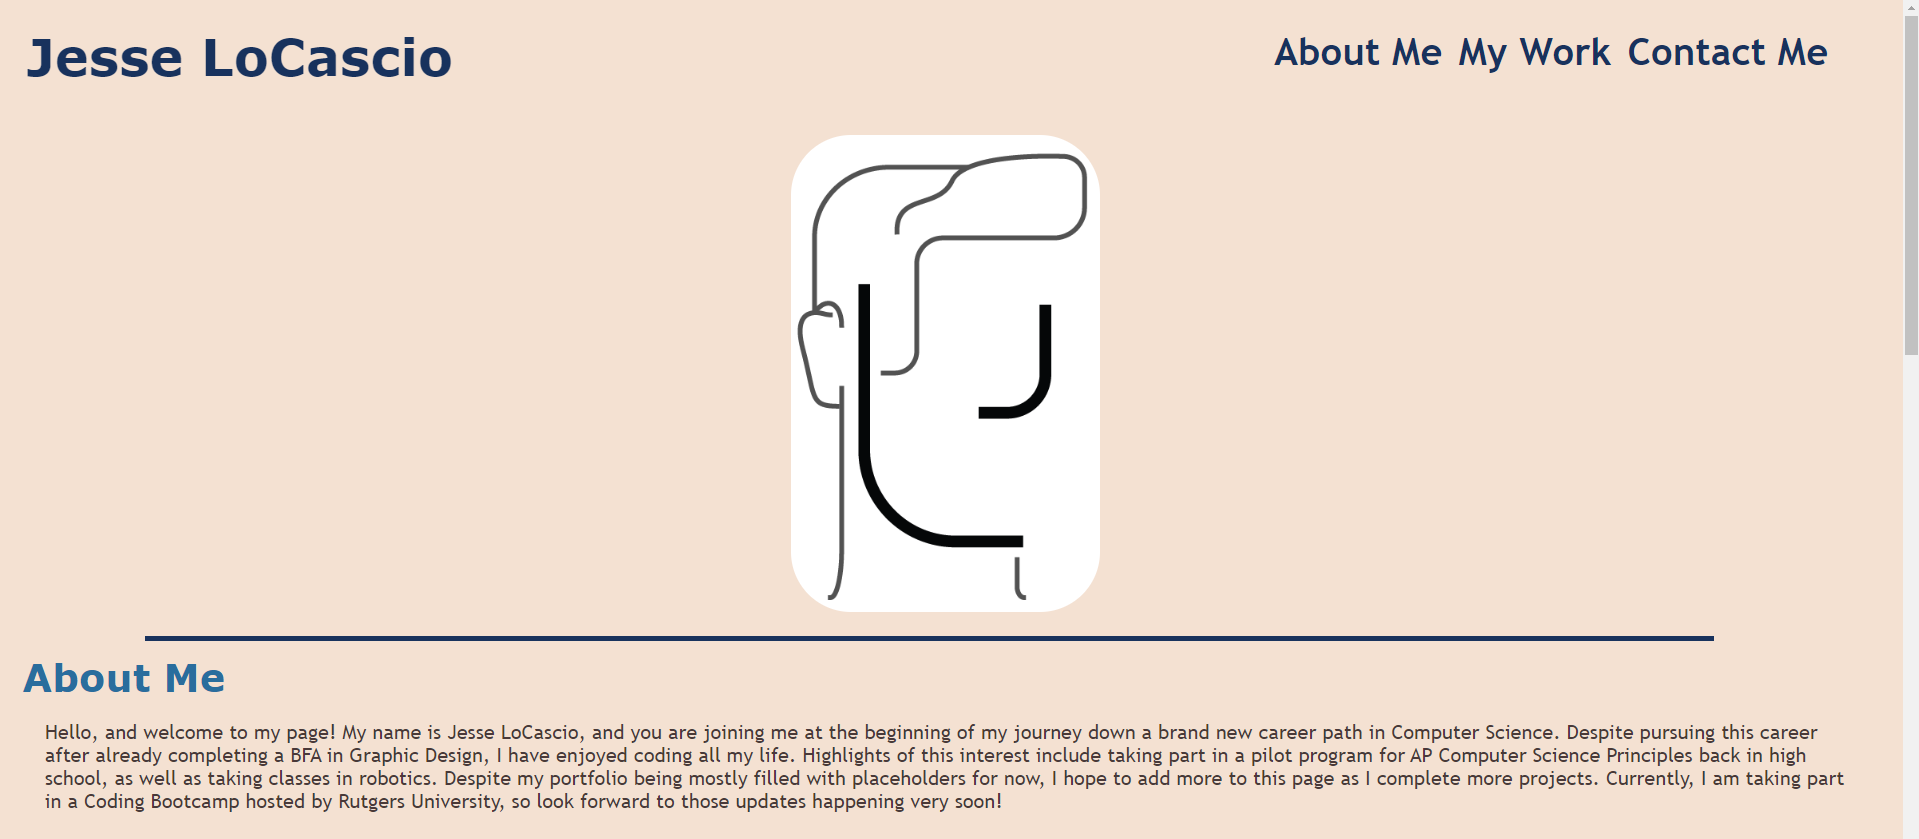 Jesse LoCascio
About Me My Work Contact Me
About Me
Hello, and welcome to my page! My name is Jesse LoCascio, and you are joining me at the beginning of my journey down a brand new career path in Computer Science. Despite pursuing this career
after already completing a BFA in Graphic Design, I have enjoyed coding all my life. Highlights of this interest include taking part in a pilot program for AP Computer Science Principles back in high
school, as well as taking classes in robotics. Despite my portfolio being mostly filled with placeholders for now, I hope to add more to this page as I complete more projects. Currently, I am taking part
in a Coding Bootcamp hosted by Rutgers University, so look forward to those updates happening very soon!